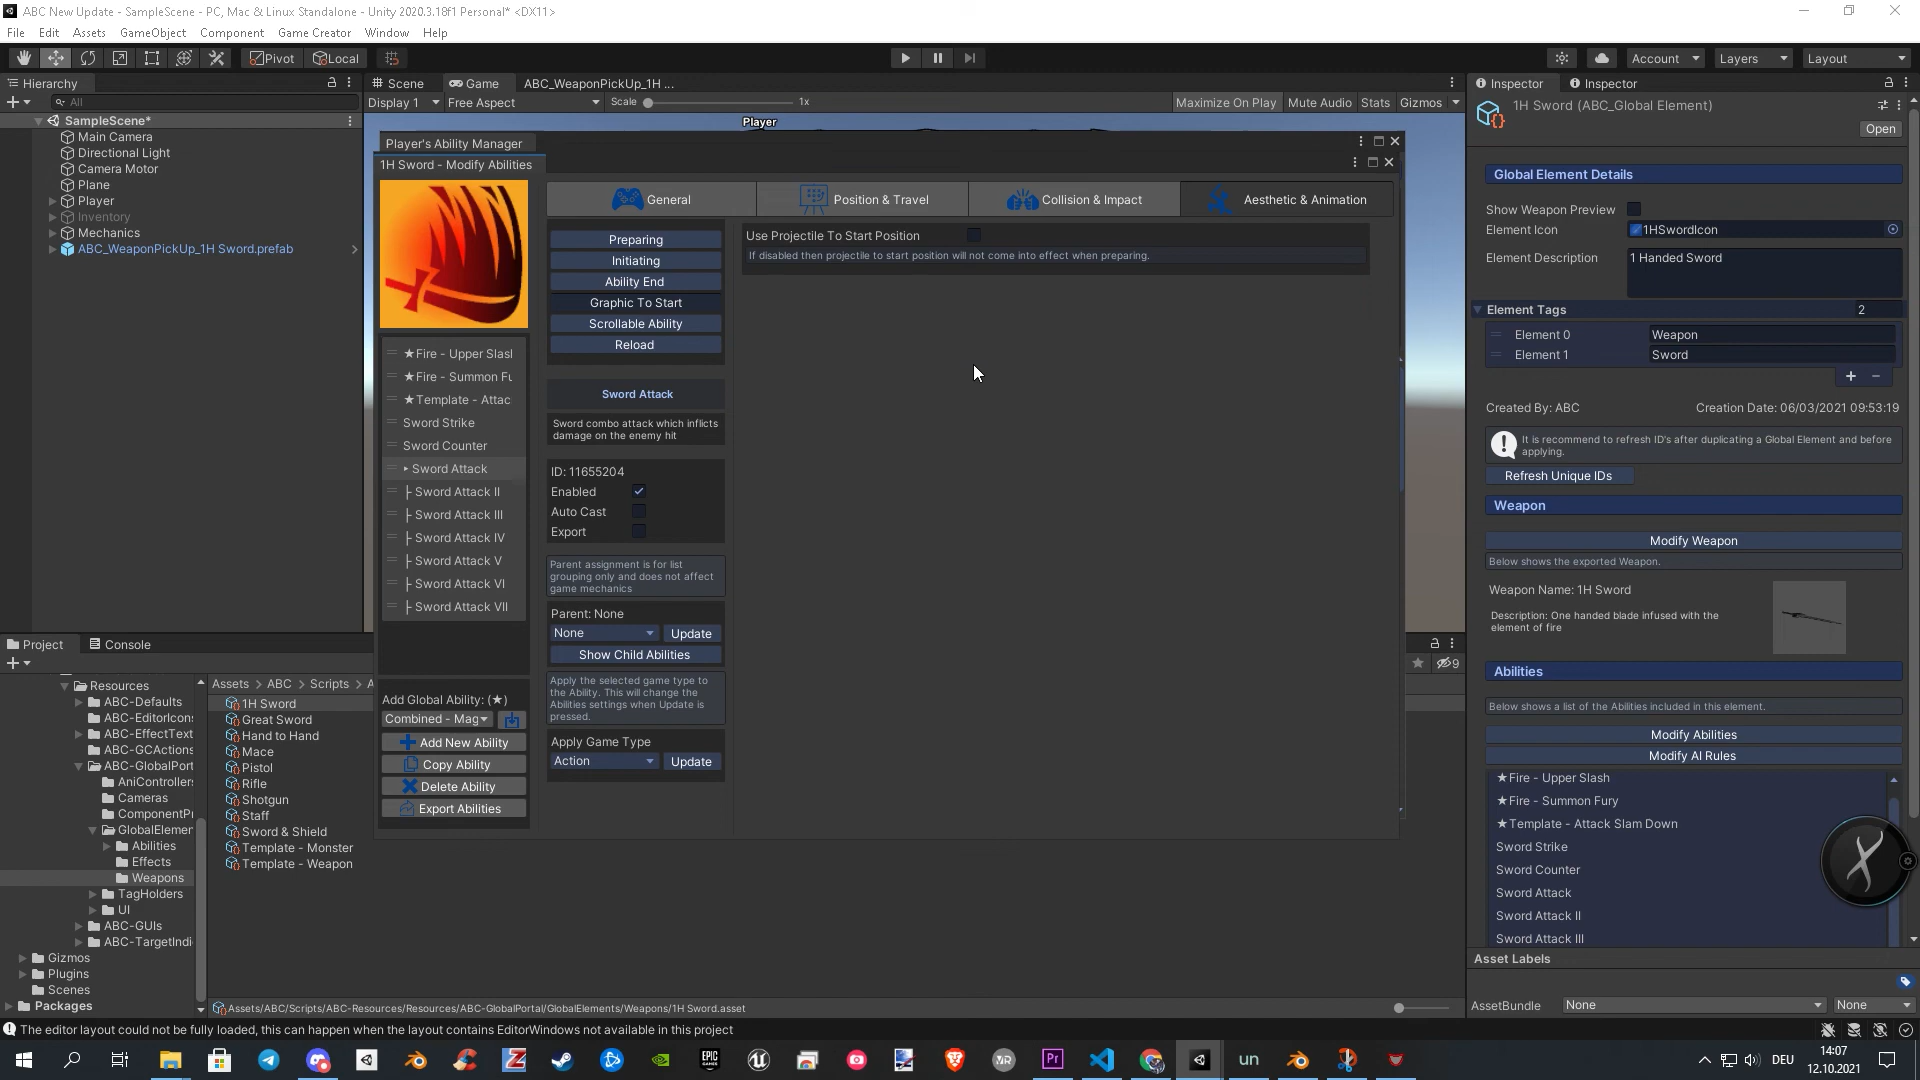 ABC New Update - SampleScene - PC, Mac & Linux Standalone - Unity 2020.3.18f1 Personal* <DX11>
File Edit Assets GameObject Component Game Creator Window Help
Pivot Local Account Layers Layout
Hierarchy
All
SampleScene*
Main Camera
Directional Light
Camera Motor
Plane
Player
Inventory
Mechanics
ABC_WeaponPickUp_1H Sword.prefab
Scene Game ABC_WeaponPickUp_1H ...
Display 1 Free Aspect Scale 1x Maximize On Play Mute Audio Stats Gizmos
Player
Player's Ability Manager
1H Sword - Modify Abilities
General Position & Travel Collision & Impact Aesthetic & Animation
Preparing
Initiating
Ability End
Graphic To Start
Scrollable Ability
Reload
Use Projectile To Start Position
If disabled then projectile to start position will not come into effect when preparing.
★Fire - Upper Slash
★Fire - Summon Fu
★Template - Attac
Sword Strike
Sword Counter
Sword Attack
├ Sword Attack II
├ Sword Attack III
├ Sword Attack IV
├ Sword Attack V
├ Sword Attack VI
├ Sword Attack VII
Sword Attack
Sword combo attack which inflicts
damage on the enemy hit
ID: 11655204
Enabled
Auto Cast
Export
Parent assignment is for list
grouping only and does not affect
game mechanics
Parent: None
None Update
Show Child Abilities
Apply the selected game type to
the Ability. This will change the
Abilities settings when Update is
pressed.
Apply Game Type
Action Update
Add Global Ability: (★)
Combined - Mag
Add New Ability
Copy Ability
Delete Ability
Export Abilities
Inspector Inspector
1H Sword (ABC_Global Element)
Open
Global Element Details
Show Weapon Preview
Element Icon 1HSwordIcon
Element Description 1 Handed Sword
Element Tags 2
Element 0 Weapon
Element 1 Sword
Created By: ABC Creation Date: 06/03/2021 09:53:19
It is recommend to refresh ID's after duplicating a Global Element and before
applying.
Refresh Unique IDs
Weapon
Modify Weapon
Below shows the exported Weapon.
Weapon Name: 1H Sword
Description: One handed blade infused with the
element of fire
Abilities
Below shows a list of the Abilities included in this element.
Modify Abilities
Modify AI Rules
★Fire - Upper Slash
★Fire - Summon Fury
★Template - Attack Slam Down
Sword Strike
Sword Counter
Sword Attack
Sword Attack II
Sword Attack III
Asset Labels
AssetBundle None None
Project Console
9
Resources
ABC-Defaults
ABC-EditorIcons
ABC-EffectText
ABC-GCActions
ABC-GlobalPort
AniControllers
Cameras
ComponentPr
GlobalElemen
Abilities
Effects
Weapons
TagHolders
UI
ABC-GUIs
ABC-TargetIndi
Gizmos
Plugins
Scenes
Packages
Assets > ABC > Scripts > A
1H Sword
Great Sword
Hand to Hand
Mace
Pistol
Rifle
Shotgun
Staff
Sword & Shield
Template - Monster
Template - Weapon
Assets/ABC/Scripts/ABC-Resources/Resources/ABC-GlobalPortal/GlobalElements/Weapons/1H Sword.asset
The editor layout could not be fully loaded, this can happen when the layout contains EditorWindows not available in this project
EPIC GAMES
VR
Pr
un
DEU
14:07
12.10.2021